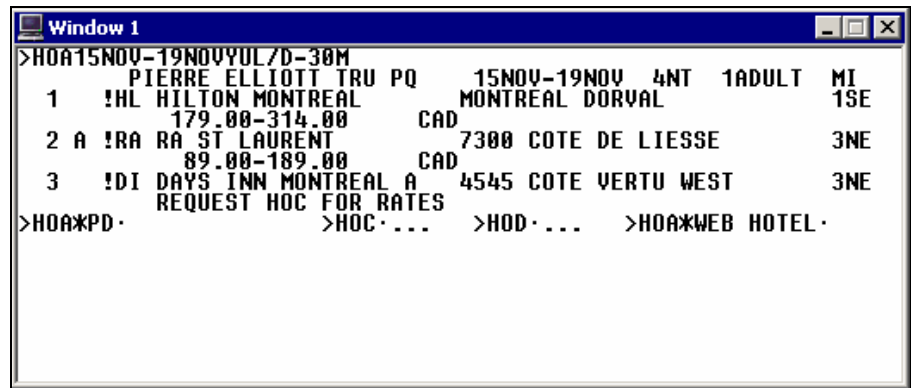 Window 1
>HOA15NOV-19NOVYUL/D-30M
PIERRE ELLIOTT TRU PQ 15NOV-19NOV 4NT 1ADULT MI
1 !HL HILTON MONTREAL MONTREAL DORVAL 1SE
179.00-314.00 CAD
2 A !RA RA ST LAURENT 7300 COTE DE LIESSE 3NE
89.00-189.00 CAD
3 !DI DAYS INN MONTREAL A 4545 COTE VERTU WEST 3NE
REQUEST HOC FOR RATES
>HOA*PD· >HOC·... >HOD·... >HOA*WEB HOTEL·